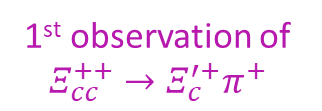 1st observation of
Ξcc++ → Ξc′+π+